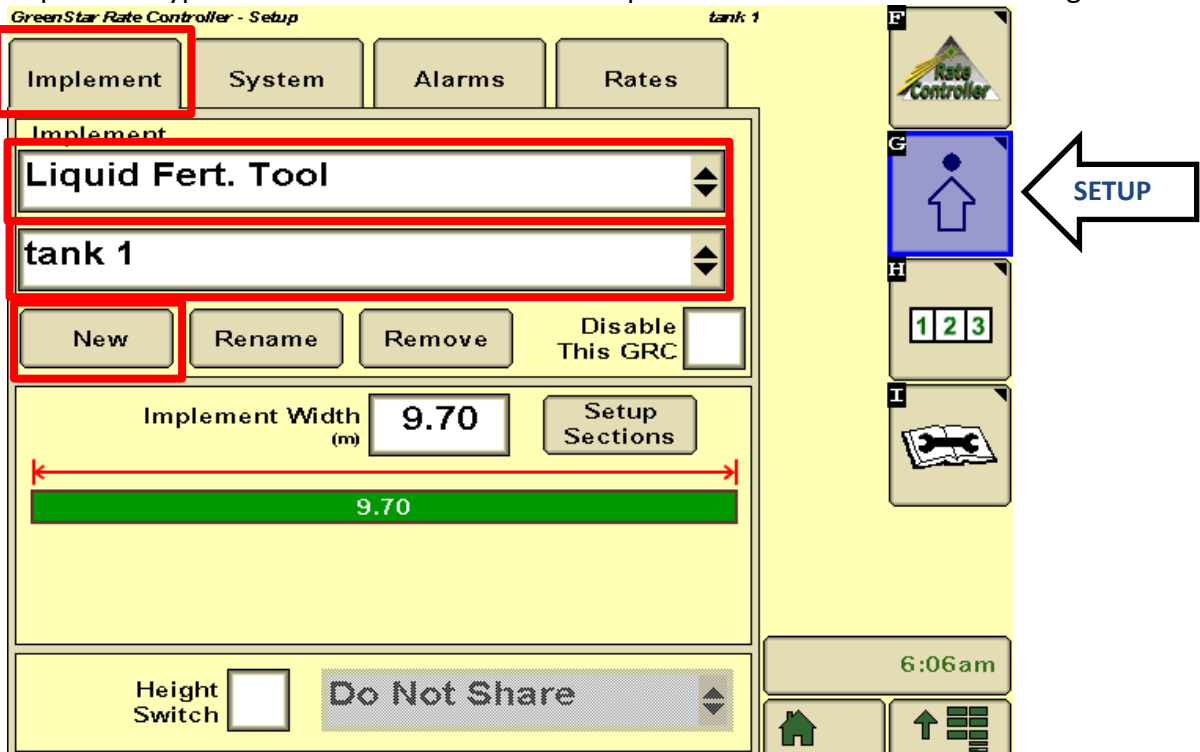 GreenStar Rate Controller - Setup
tank 1
Implement
System
Alarms
Rates
Implement
Liquid Fert. Tool
tank 1
New
Rename
Remove
Disable
This GRC
Implement Width
(m)
9.70
Setup
Sections
9.70
Height
Switch
Do Not Share
F
Rate
Controller
G
SETUP
H
1 2 3
I
6:06am